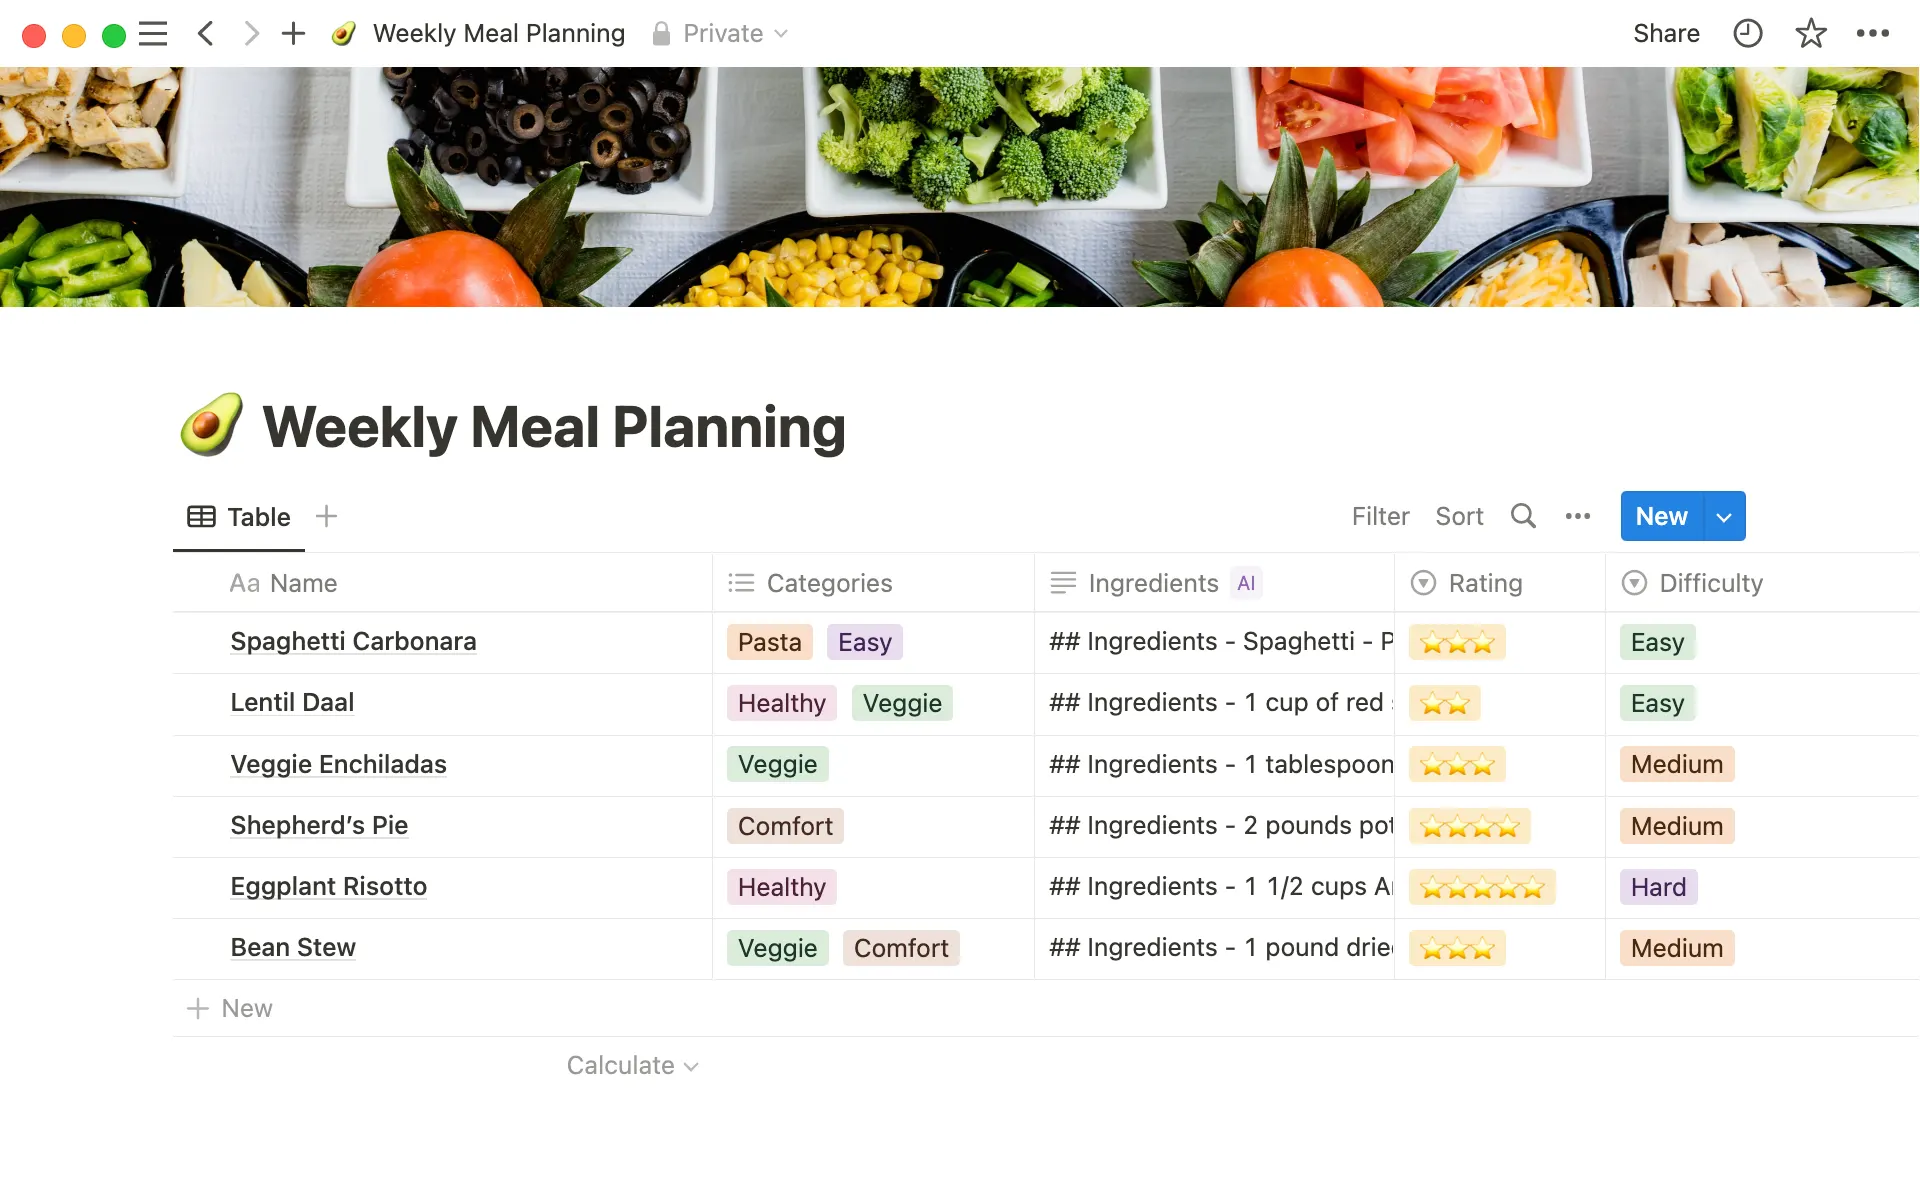 Weekly Meal Planning Private Share
Weekly Meal Planning
Table Filter Sort New
Aa Name Categories Ingredients AI Rating Difficulty
Spaghetti Carbonara Pasta Easy ## Ingredients - Spaghetti - P Easy
Lentil Daal Healthy Veggie ## Ingredients - 1 cup of red Easy
Veggie Enchiladas Veggie ## Ingredients - 1 tablespoon Medium
Shepherd’s Pie Comfort ## Ingredients - 2 pounds pot Medium
Eggplant Risotto Healthy ## Ingredients - 1 1/2 cups Ar Hard
Bean Stew Veggie Comfort ## Ingredients - 1 pound dried Medium
New
Calculate